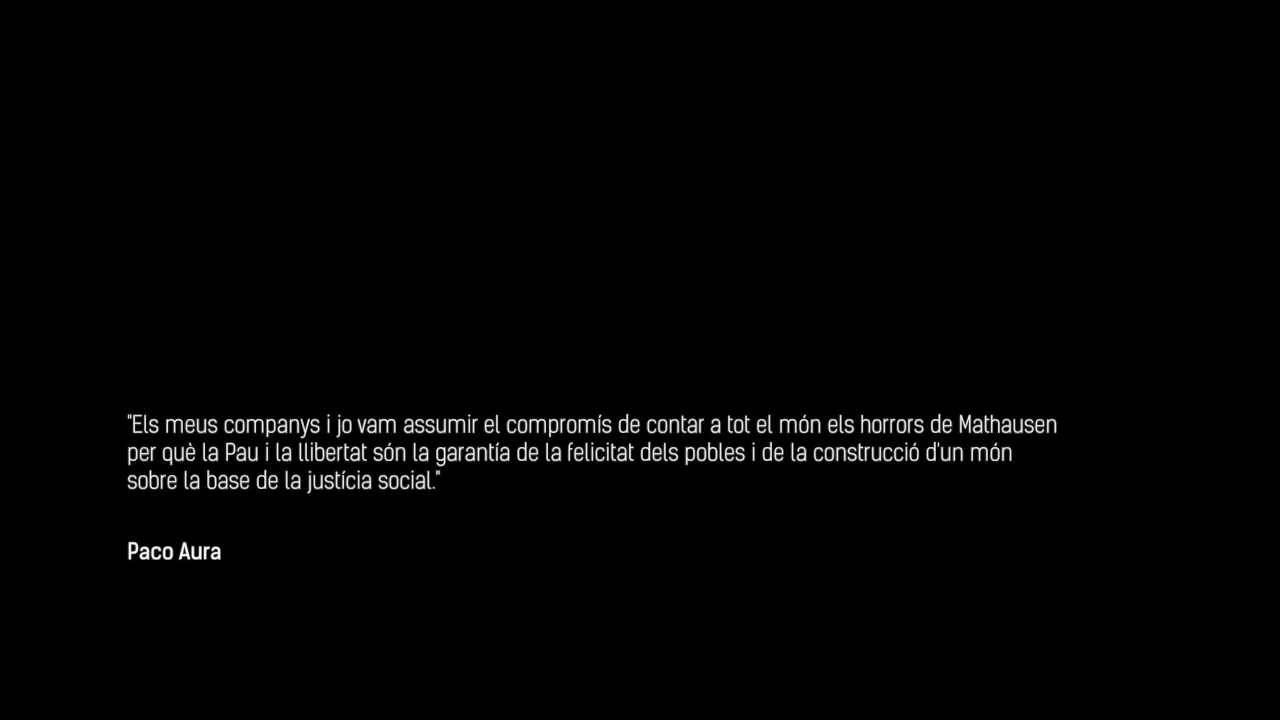 "Els meus companys i jo vam assumir el compromís de contar a tot el món els horrors de Mathausen
per què la Pau i la llibertat són la garantía de la felicitat dels pobles i de la construcció d'un món
sobre la base de la justícia social."
Paco Aura